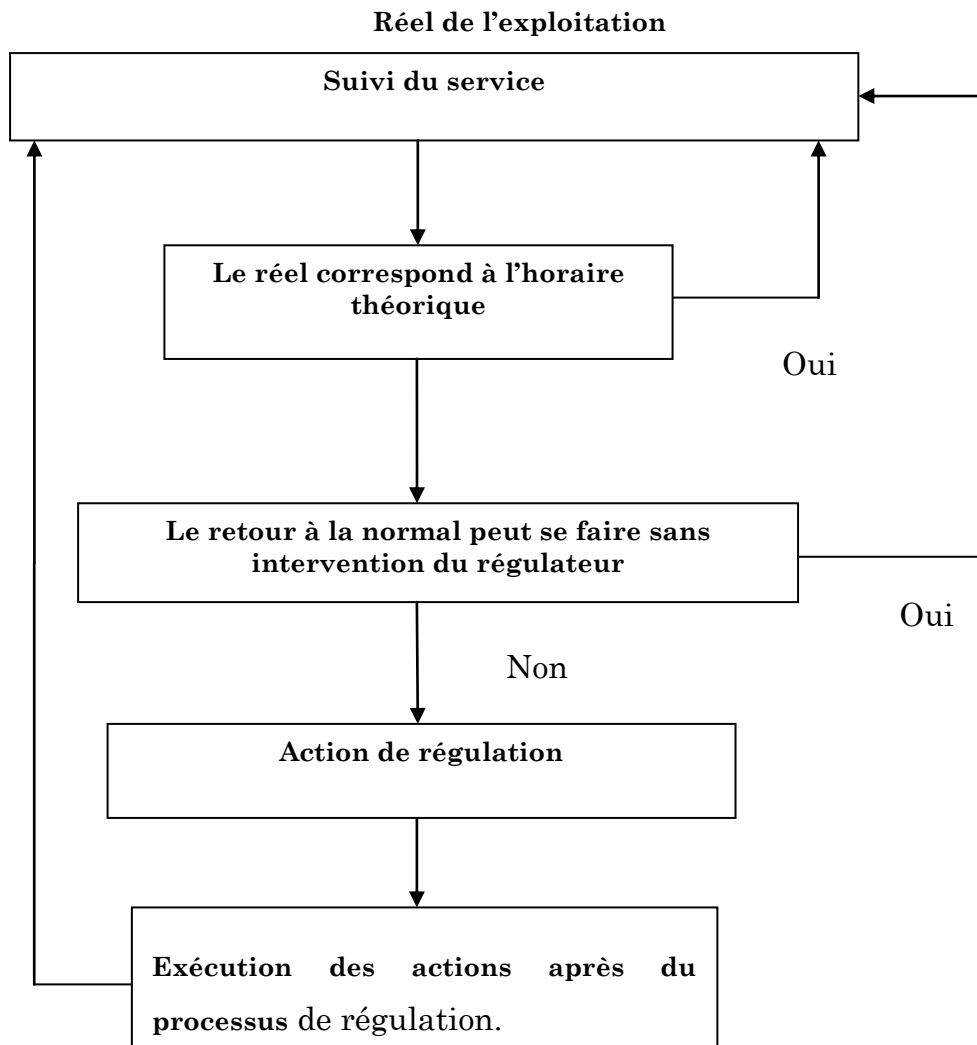 Réel de l’exploitation
Suivi du service
Le réel correspond à l’horaire
théorique
Oui
Le retour à la normal peut se faire sans
intervention du régulateur
Oui
Non
Action de régulation
Exécution des actions après du
processus de régulation.